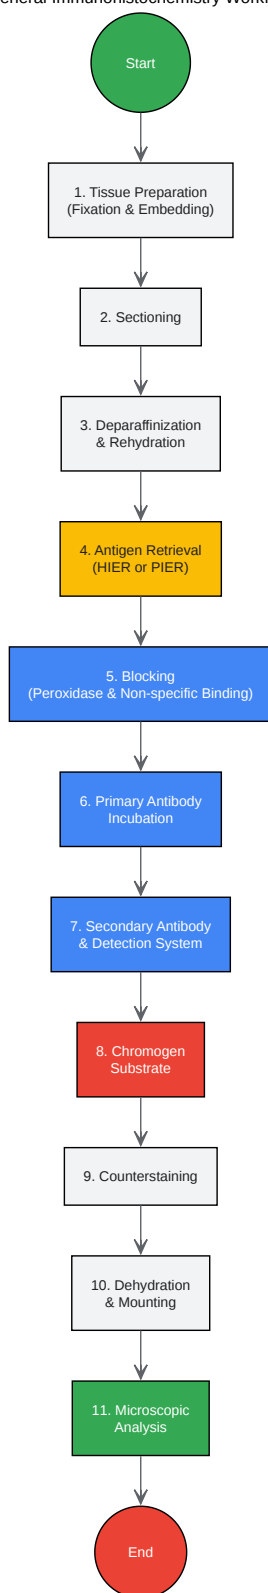 Immunohistochemistry
Start
1. Tissue Preparation
(Fixation & Embedding)
2. Sectioning
3. Deparaffinization
& Rehydration
4. Antigen Retrieval
(HIER or PIER)
5. Blocking
(Peroxidase & Non-specific Binding)
6. Primary Antibody
Incubation
7. Secondary Antibody
& Detection System
8. Chromogen
Substrate
9. Counterstaining
10. Dehydration
& Mounting
11. Microscopic
Analysis
End